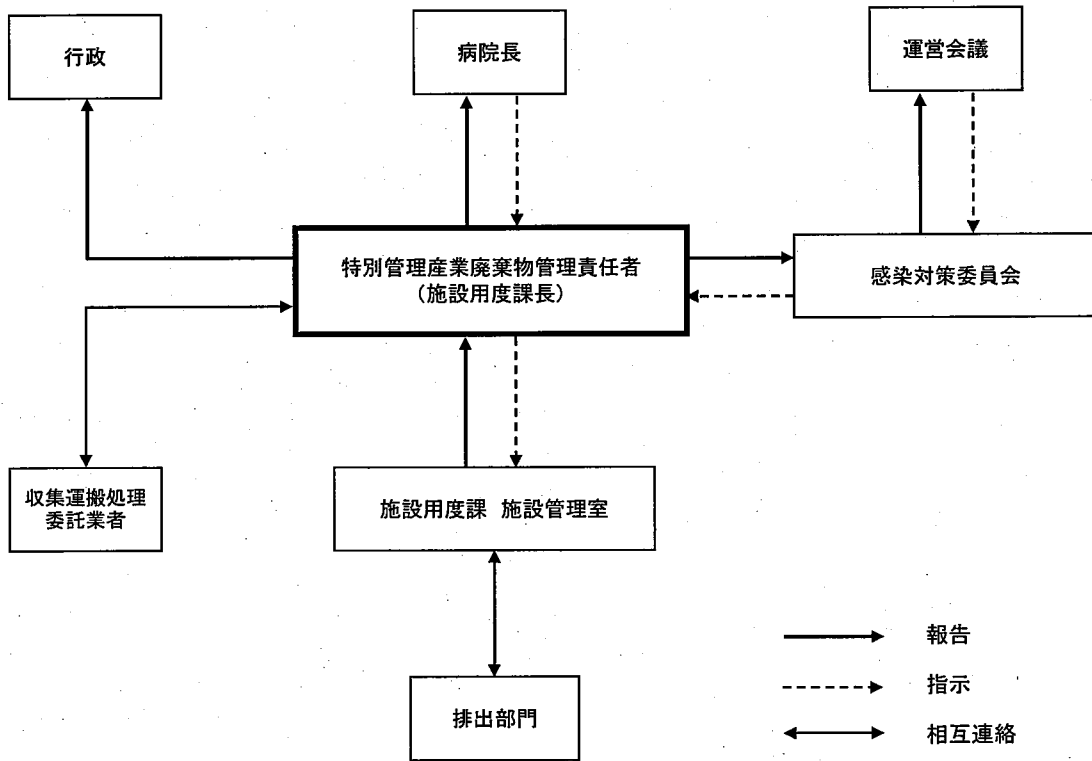 行政
病院長
運営会議
特別管理産業廃棄物管理責任者
(施設用度課長)
感染対策委員会
収集運搬処理
委託業者
施設用度課 施設管理室
排出部門
報告
指示
相互連絡